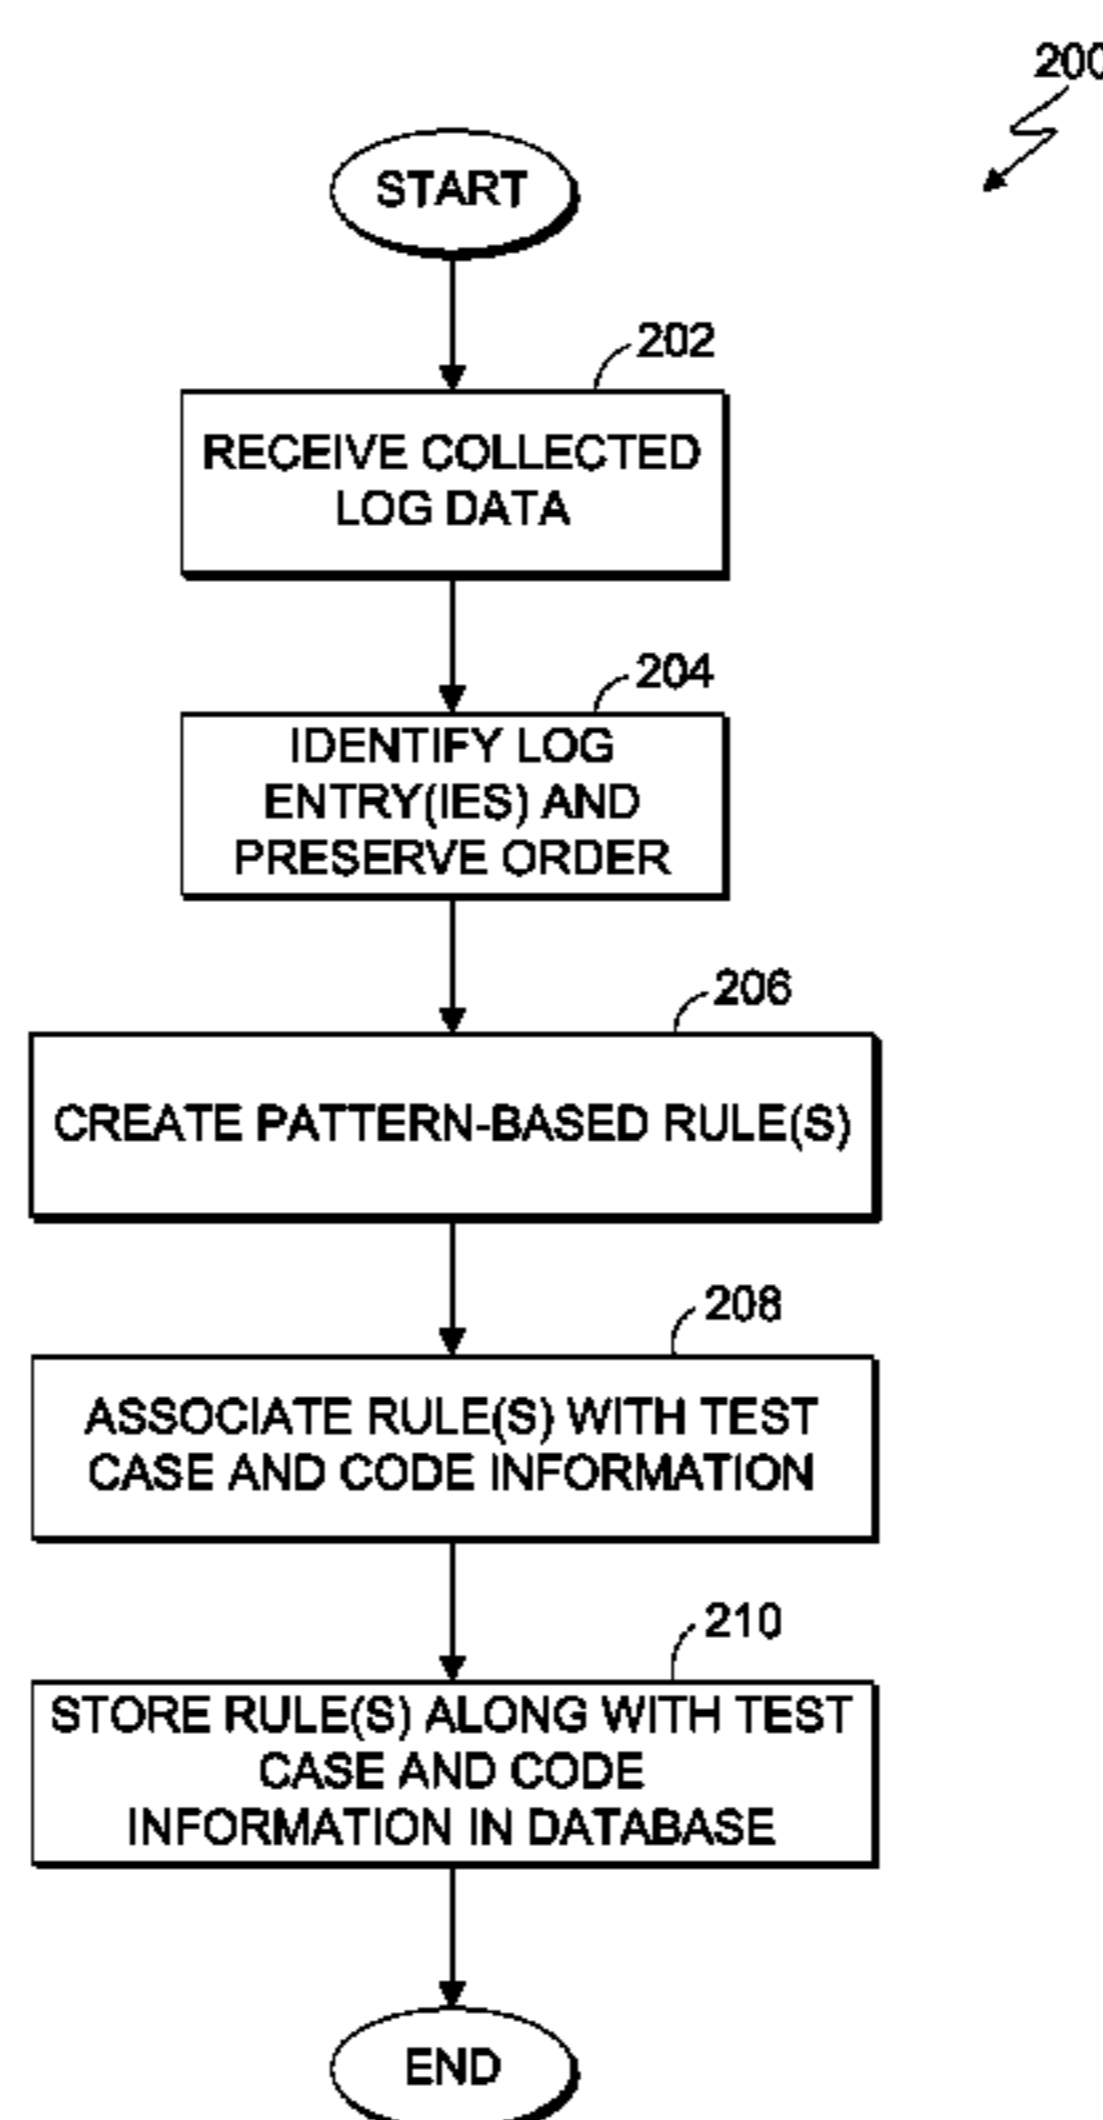 200
START
202
RECEIVE COLLECTED
LOG DATA
204
IDENTIFY LOG
ENTRY(IES) AND
PRESERVE ORDER
206
CREATE PATTERN-BASED RULE(S)
208
ASSOCIATE RULE(S) WITH TEST
CASE AND CODE INFORMATION
210
STORE RULE(S) ALONG WITH TEST
CASE AND CODE
INFORMATION IN DATABASE
END